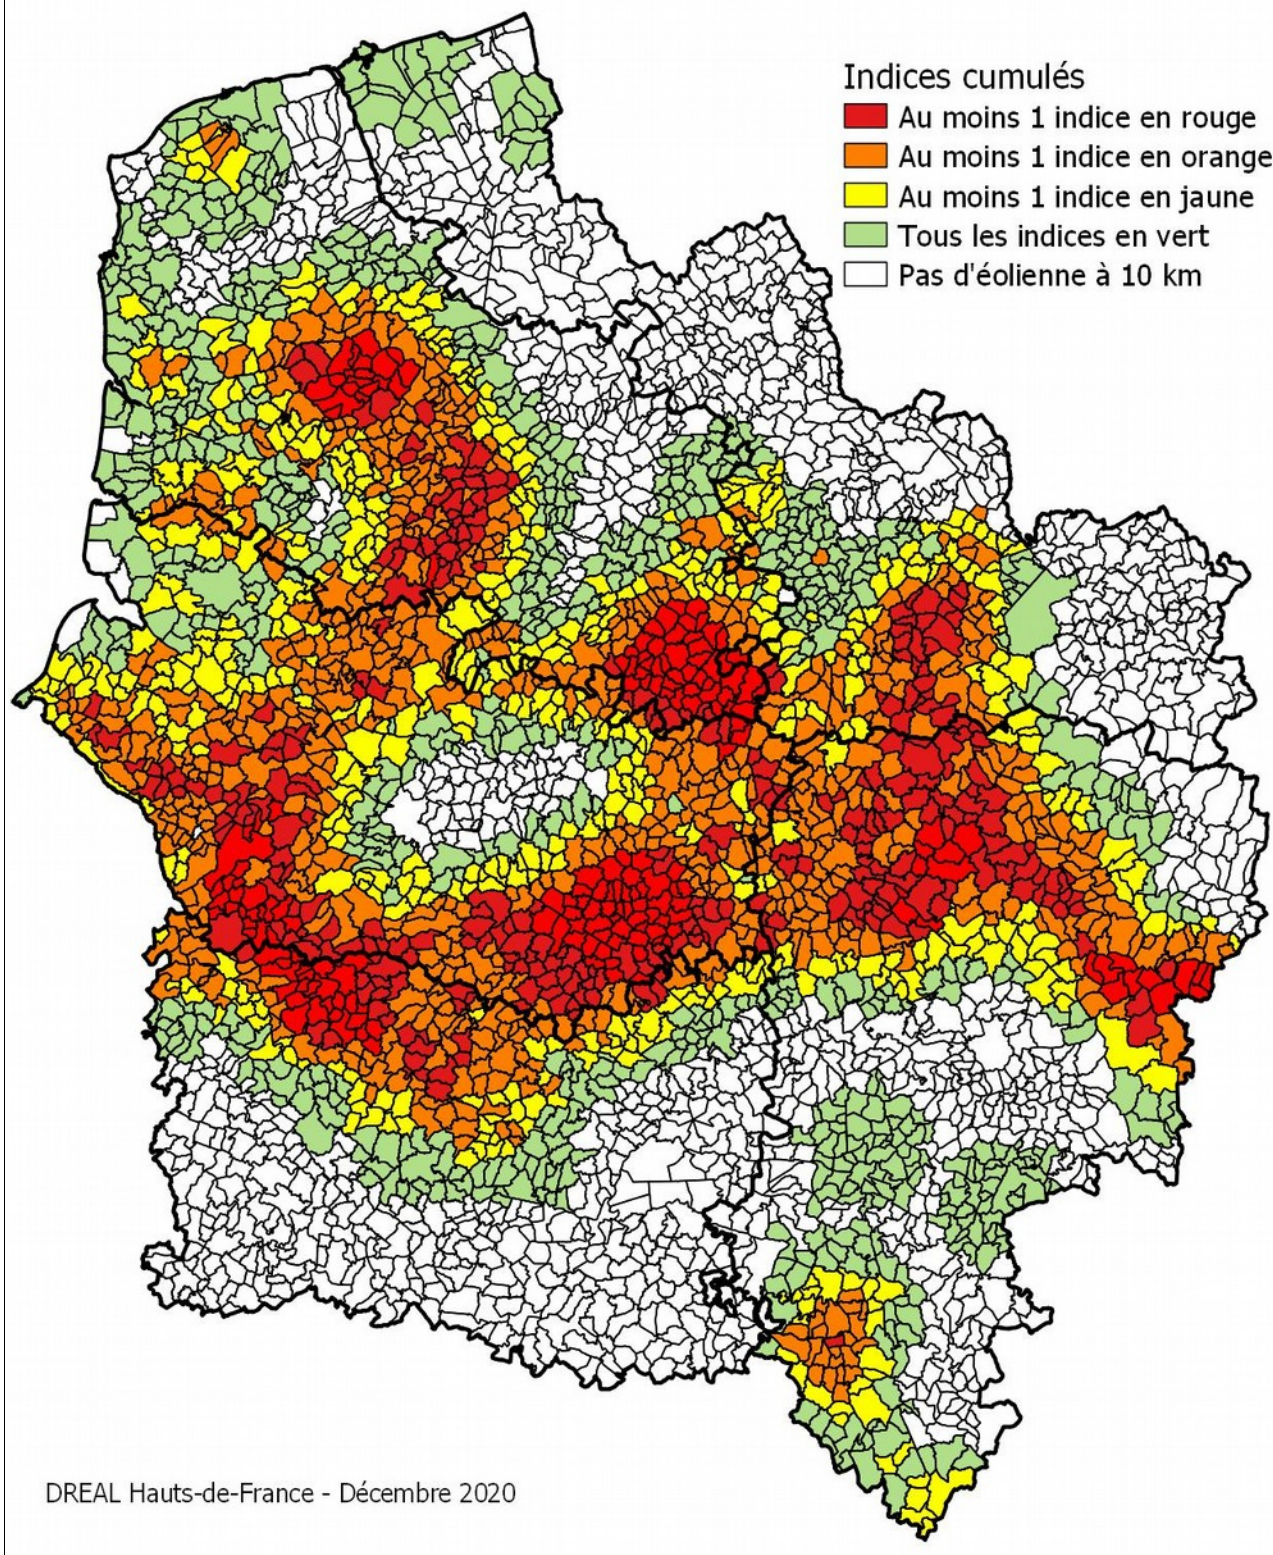 Indices cumulés
Au moins 1 indice en rouge
Au moins 1 indice en orange
Au moins 1 indice en jaune
Tous les indices en vert
Pas d'éolienne à 10 km
DREAL Hauts-de-France - Décembre 2020